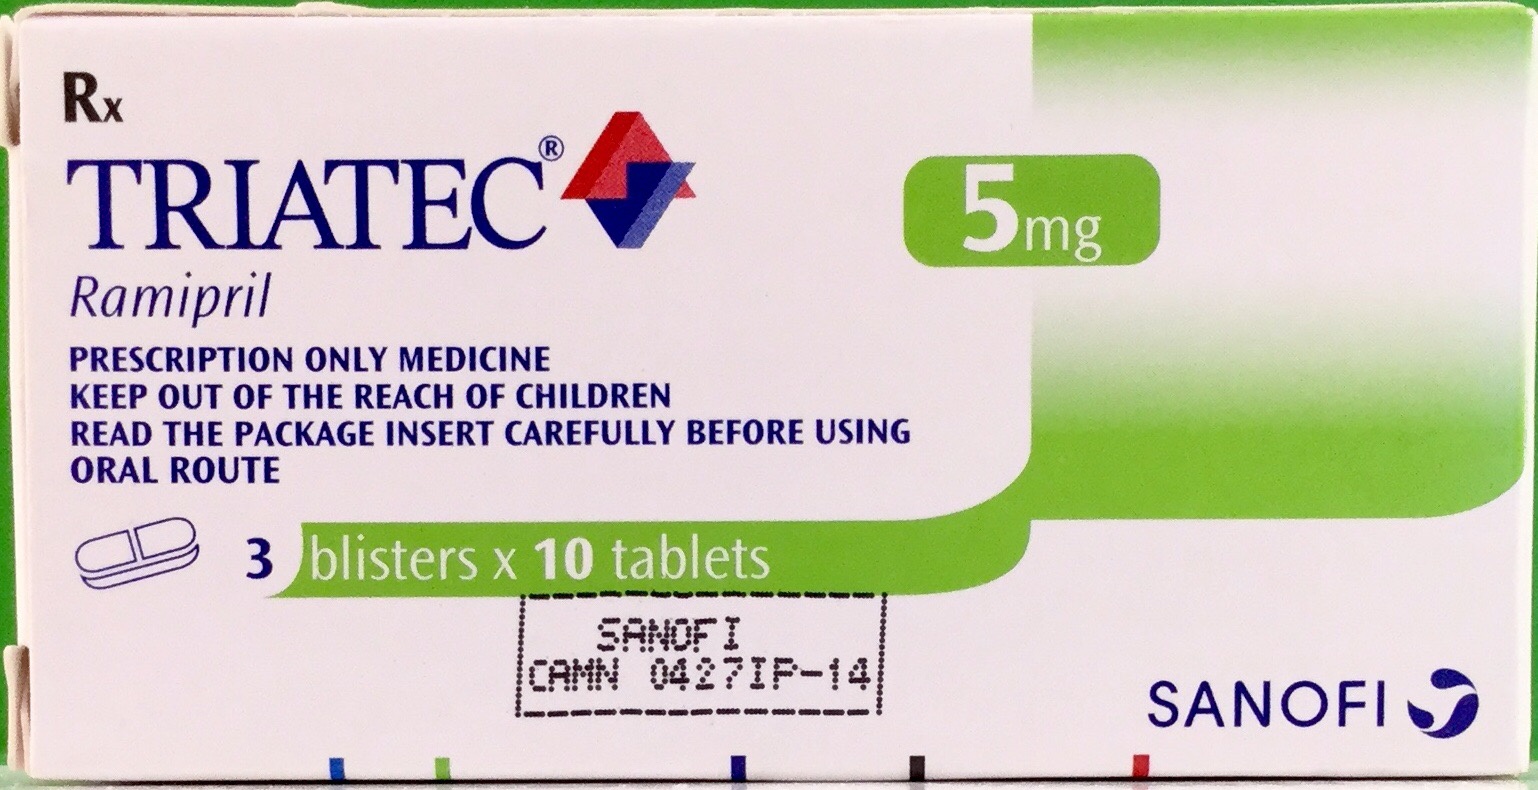 Rx
TRIATEC®
Ramipril
5mg
PRESCRIPTION ONLY MEDICINE
KEEP OUT OF THE REACH OF CHILDREN
READ THE PACKAGE INSERT CAREFULLY BEFORE USING
ORAL ROUTE
3 blisters x 10 tablets
SANOFI
CAMN 0427IP-14
SANOFI